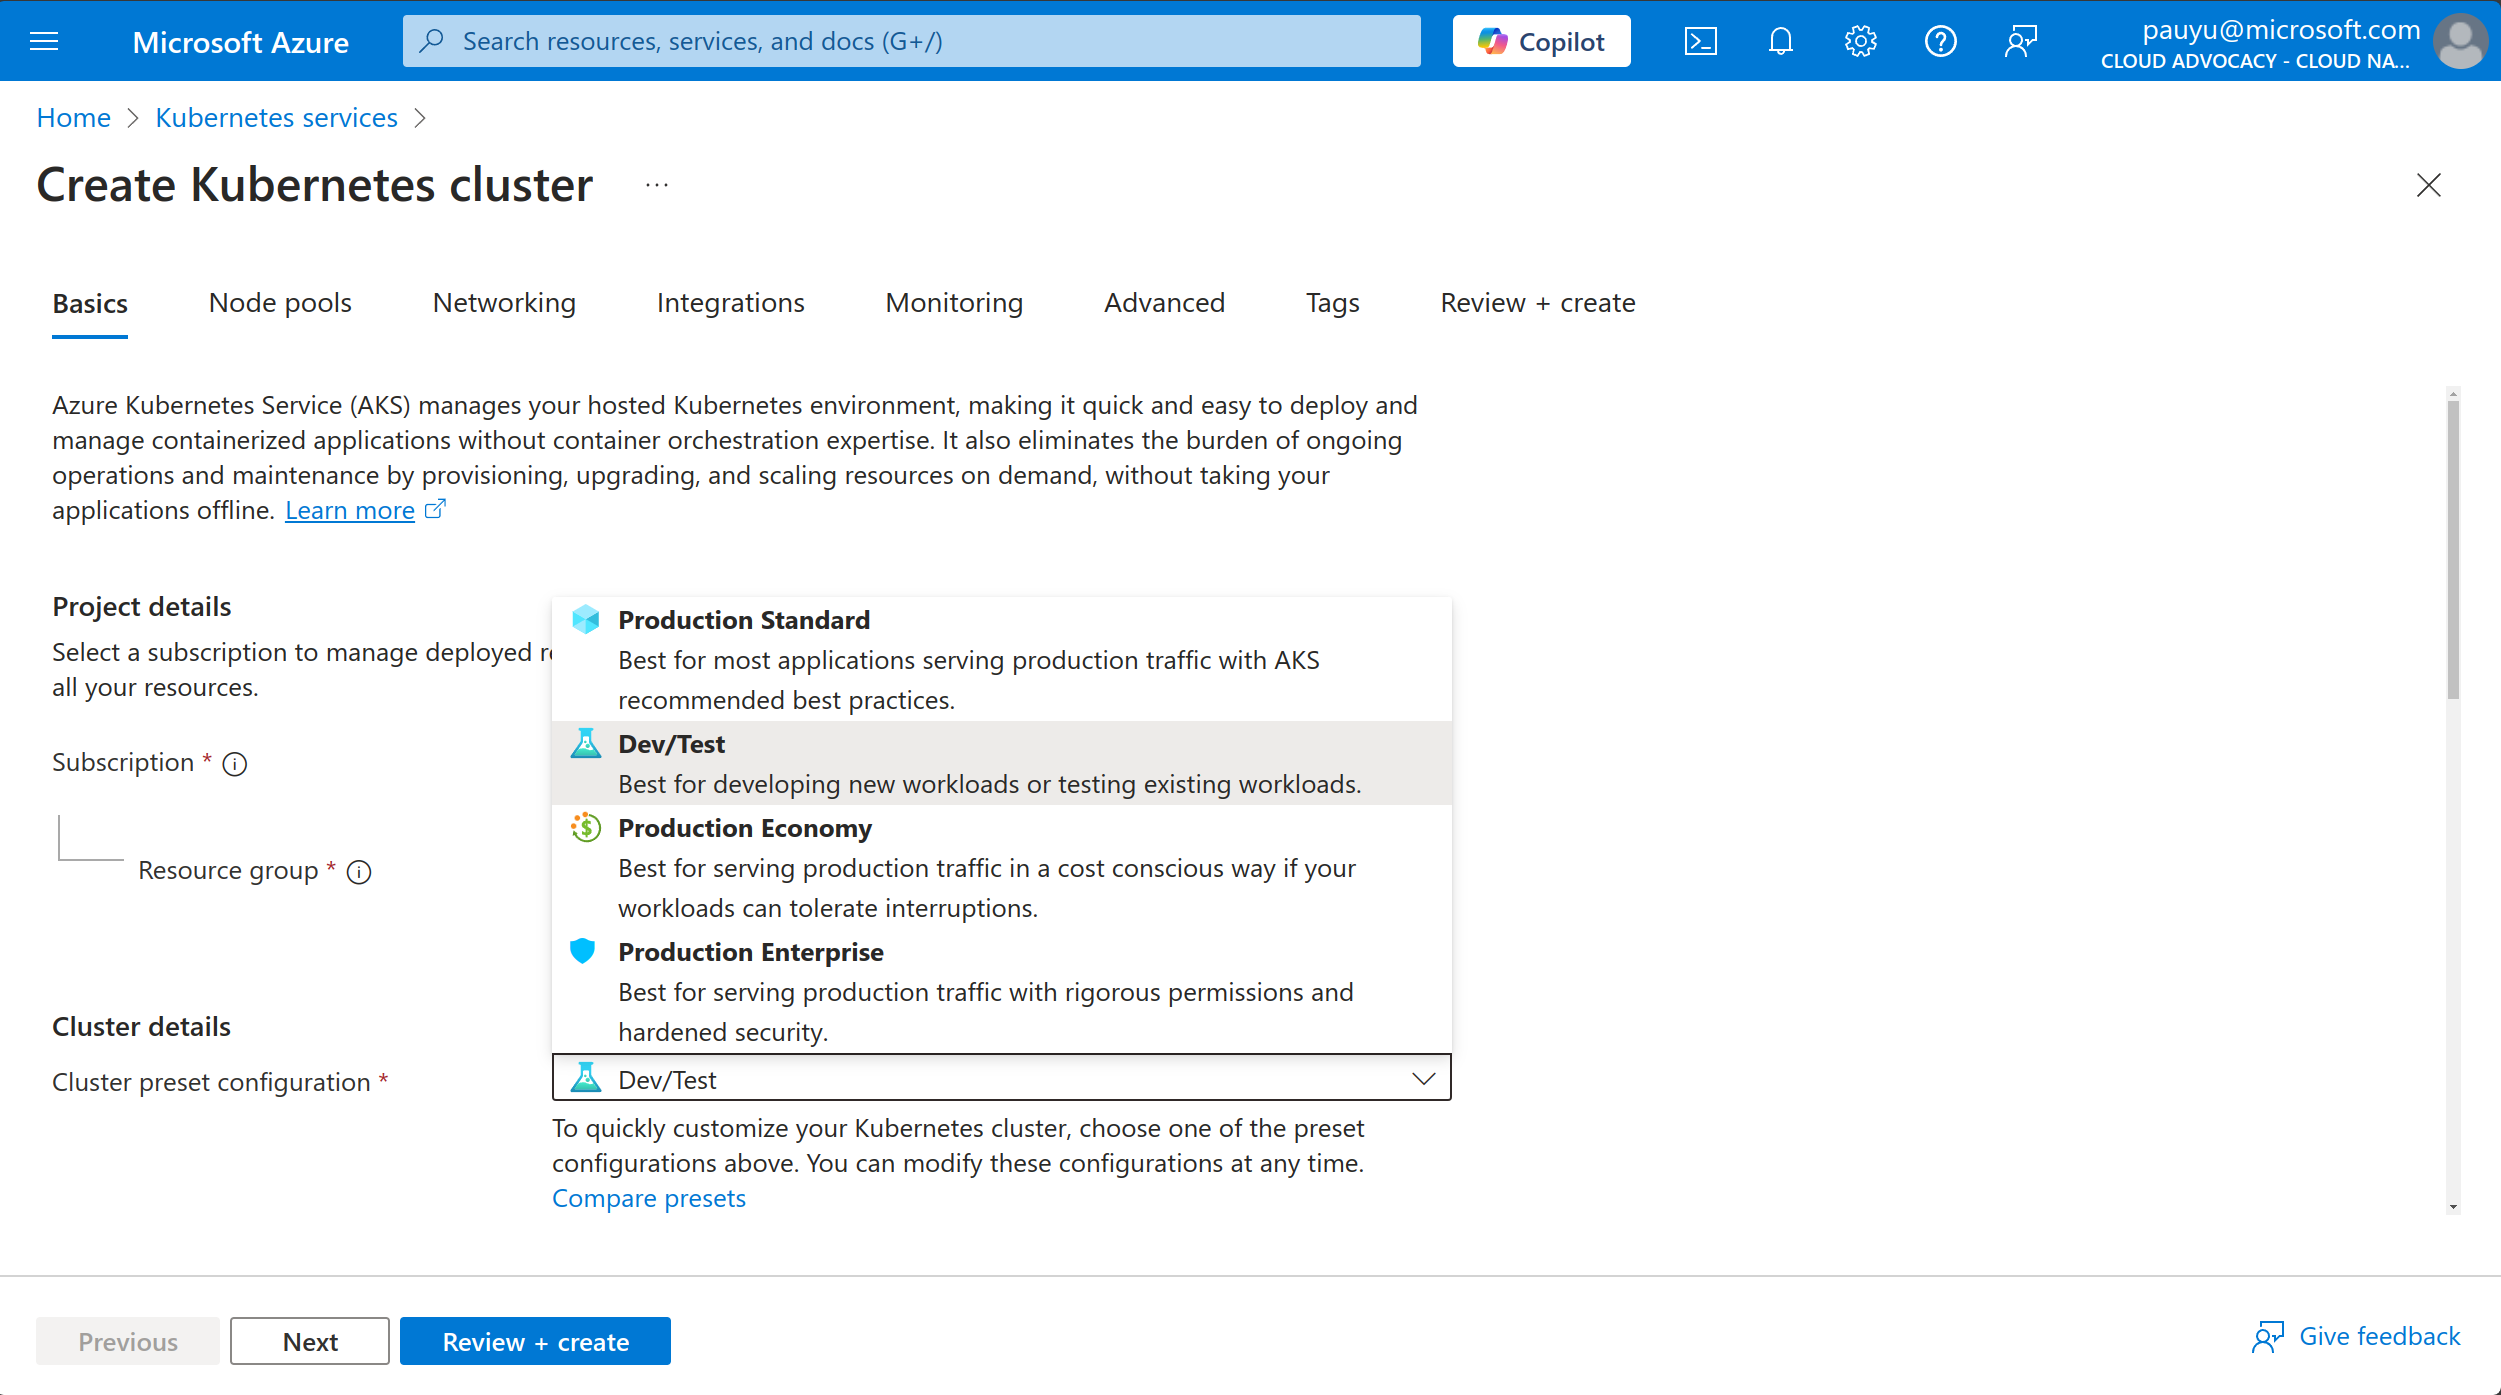 Microsoft Azure
Search resources, services, and docs (G+/)
Copilot
pauyu@microsoft.com
CLOUD ADVOCACY - CLOUD NA...
Home > Kubernetes services >
Create Kubernetes cluster ...
Basics Node pools Networking Integrations Monitoring Advanced Tags Review + create
Azure Kubernetes Service (AKS) manages your hosted Kubernetes environment, making it quick and easy to deploy and
manage containerized applications without container orchestration expertise. It also eliminates the burden of ongoing
operations and maintenance by provisioning, upgrading, and scaling resources on demand, without taking your
applications offline. Learn more
Project details
Select a subscription to manage deployed
all your resources.
Subscription *
Resource group *
Production Standard
Best for most applications serving production traffic with AKS
recommended best practices.
Dev/Test
Best for developing new workloads or testing existing workloads.
Production Economy
Best for serving production traffic in a cost conscious way if your
workloads can tolerate interruptions.
Production Enterprise
Best for serving production traffic with rigorous permissions and
hardened security.
Cluster details
Cluster preset configuration *
Dev/Test
To quickly customize your Kubernetes cluster, choose one of the preset
configurations above. You can modify these configurations at any time.
Compare presets
Previous
Next
Review + create
Give feedback